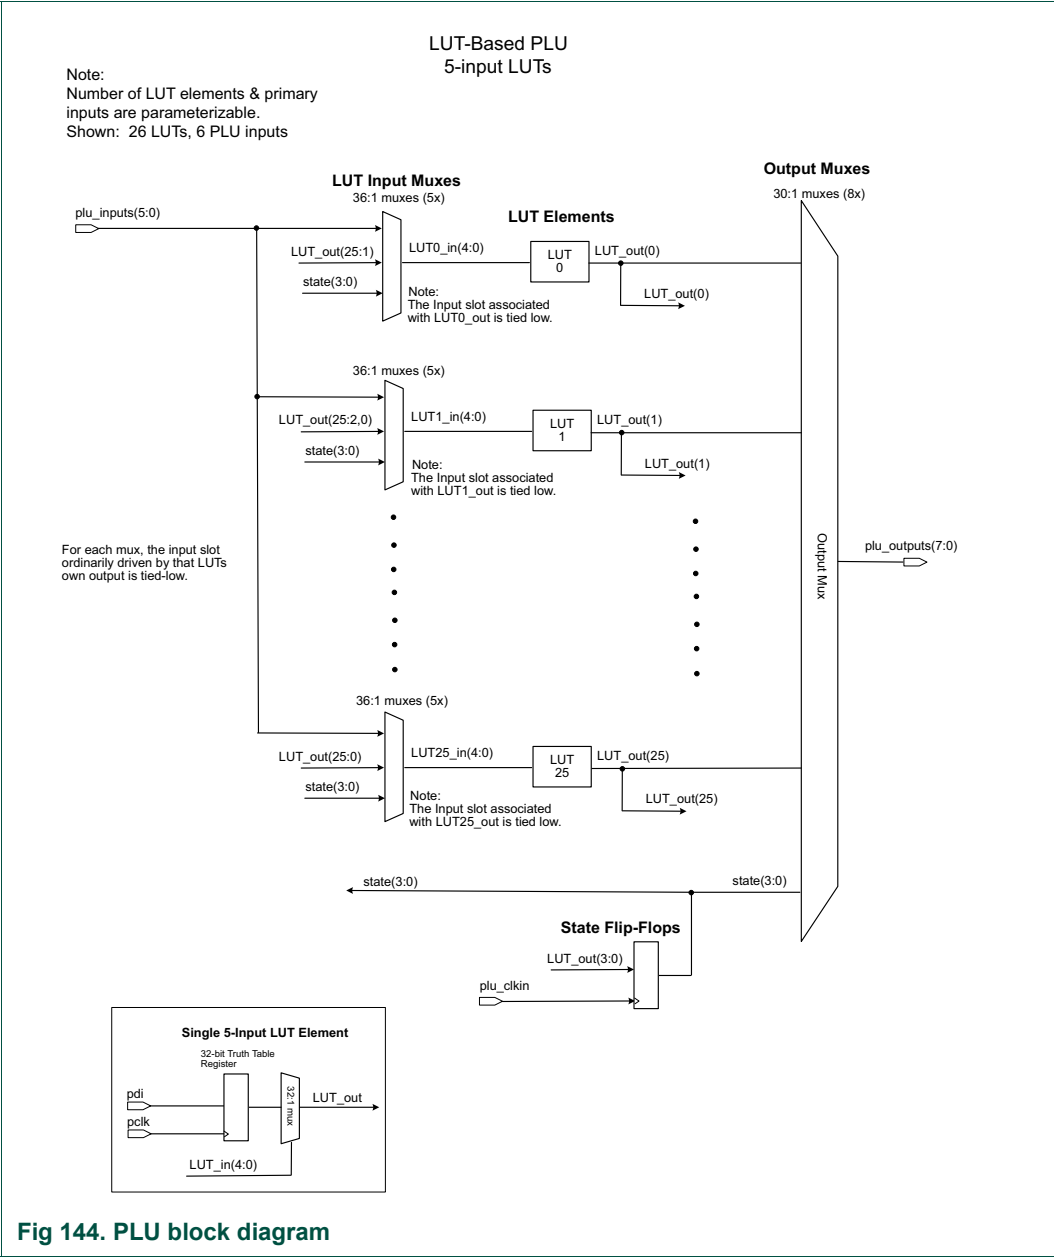 LUT-Based PLU
5-input LUTs
Note:
Number of LUT elements & primary
inputs are parameterizable.
Shown:  26 LUTs, 6 PLU inputs
Output Muxes
30:1 muxes (8x)
LUT Input Muxes
36:1 muxes (5x)
LUT Elements
plu_inputs(5:0)
LUT_out(25:1)
state(3:0)
LUT0_in(4:0)
LUT
0
LUT_out(0)
LUT_out(0)
Note:
The Input slot associated
with LUT0_out is tied low.
36:1 muxes (5x)
LUT_out(25:2,0)
state(3:0)
LUT1_in(4:0)
LUT
1
LUT_out(1)
LUT_out(1)
Note:
The Input slot associated
with LUT1_out is tied low.
For each mux, the input slot
ordinarily driven by that LUTs
own output is tied-low.
Output Mux
plu_outputs(7:0)
36:1 muxes (5x)
LUT_out(25:0)
state(3:0)
LUT25_in(4:0)
LUT
25
LUT_out(25)
LUT_out(25)
Note:
The Input slot associated
with LUT25_out is tied low.
state(3:0)
state(3:0)
State Flip-Flops
LUT_out(3:0)
plu_clkin
Single 5-Input LUT Element
32-bit Truth Table
Register
pdi
pclk
32:1 mux
LUT_out
LUT_in(4:0)
Fig 144. PLU block diagram